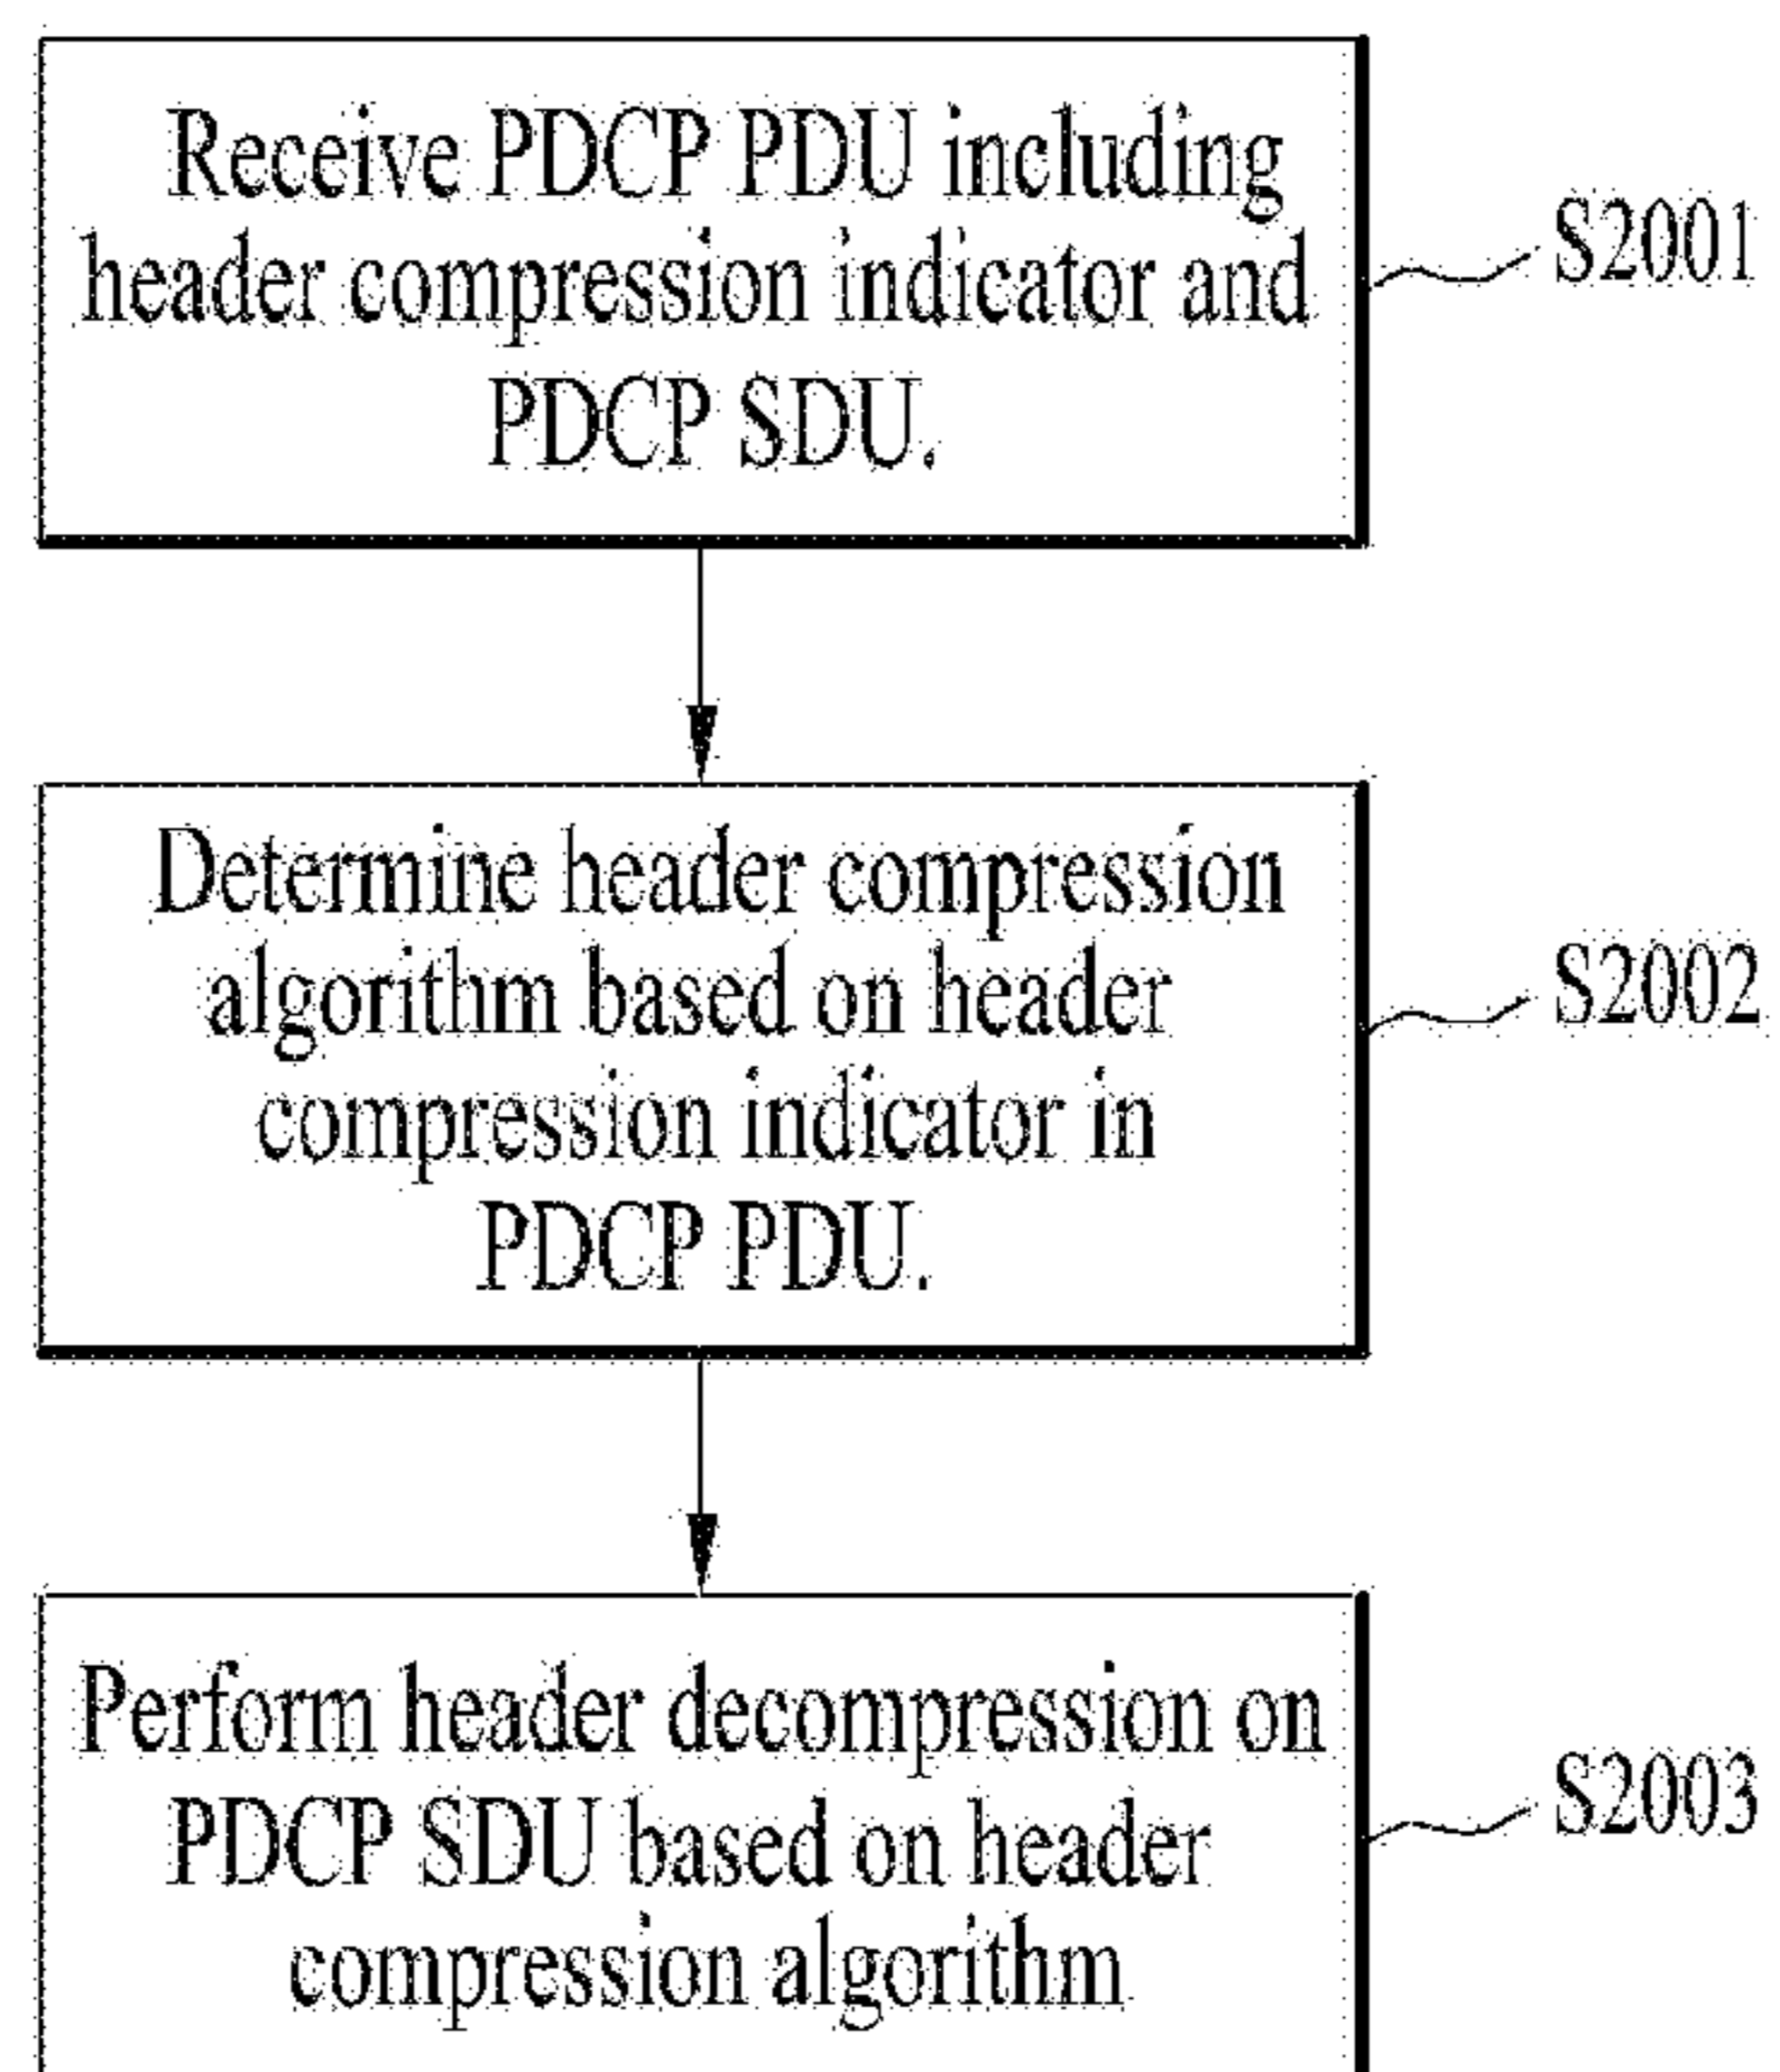 Receive PDCP PDU including
header compression indicator and
PDCP SDU.
S2001
Determine header compression
algorithm based on header
compression indicator in
PDCP PDU.
S2002
Perform header decompression on
PDCP SDU based on header
compression algorithm
S2003